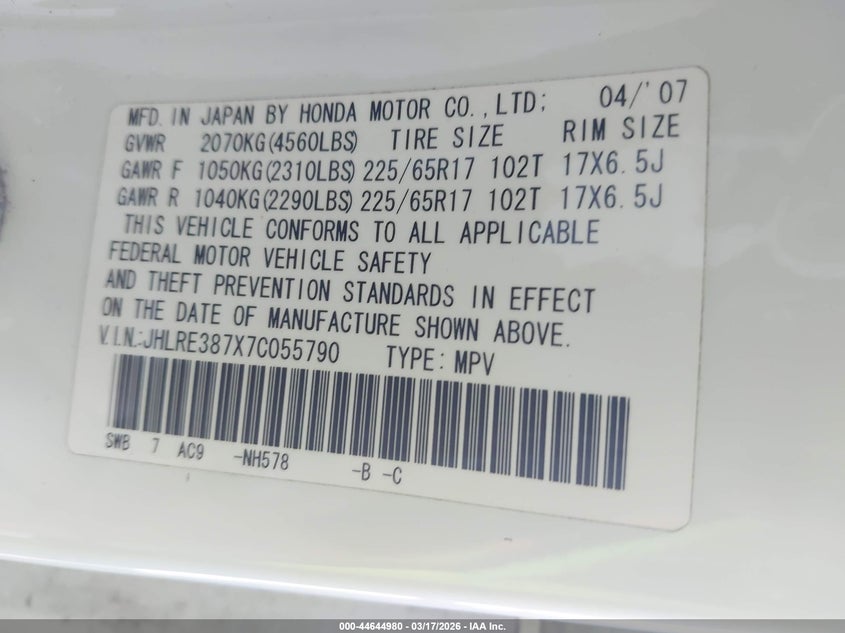 MFD. IN JAPAN BY HONDA MOTOR CO.,LTD; 04/'07
GVWR 2070KG(4560LBS) TIRE SIZE RIM SIZE
GAWR F 1050KG(2310LBS) 225/65R17 102T 17X6.5J
GAWR R 1040KG(2290LBS) 225/65R17 102T 17X6.5J
THIS VEHICLE CONFORMS TO ALL APPLICABLE
FEDERAL MOTOR VEHICLE SAFETY
AND THEFT PREVENTION STANDARDS IN EFFECT
ON THE DATE OF MANUFACTURE SHOWN ABOVE.
V.I.N.:JHLRE387X7C055790 TYPE: MPV
SWB 7 AC9 -NH578 -B -C
000-44644980 - 03/17/2026 - IAA Inc.